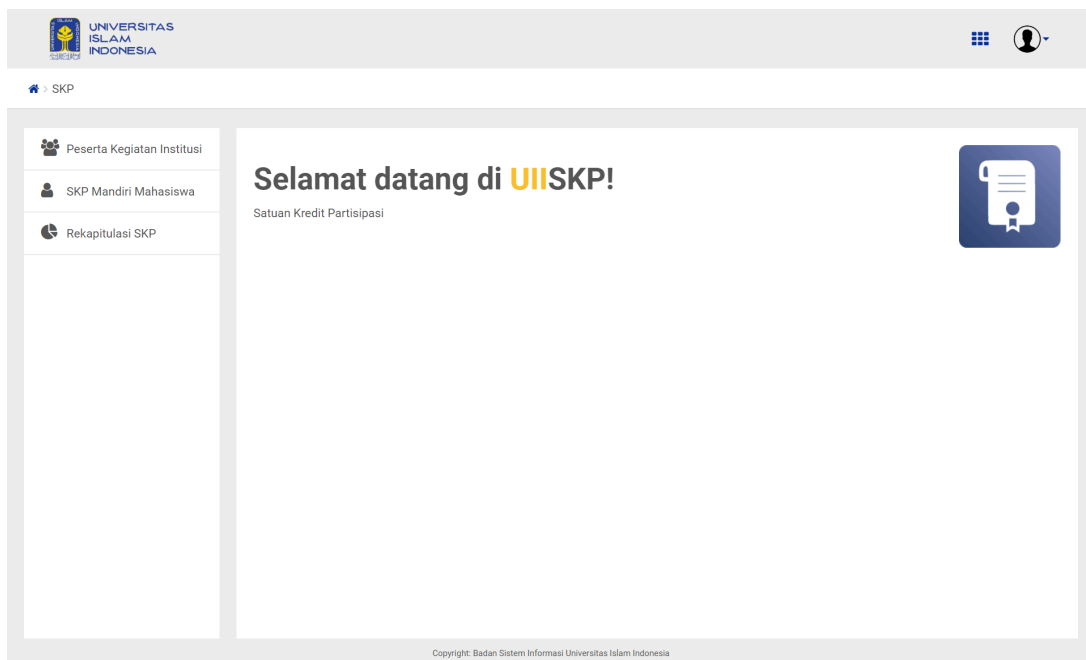 UNIVERSITAS
ISLAM
INDONESIA
> SKP
Peserta Kegiatan Institusi
SKP Mandiri Mahasiswa
Rekapitulasi SKP
Selamat datang di UIISKP!
Satuan Kredit Partisipasi
Copyright: Badan Sistem Informasi Universitas Islam Indonesia